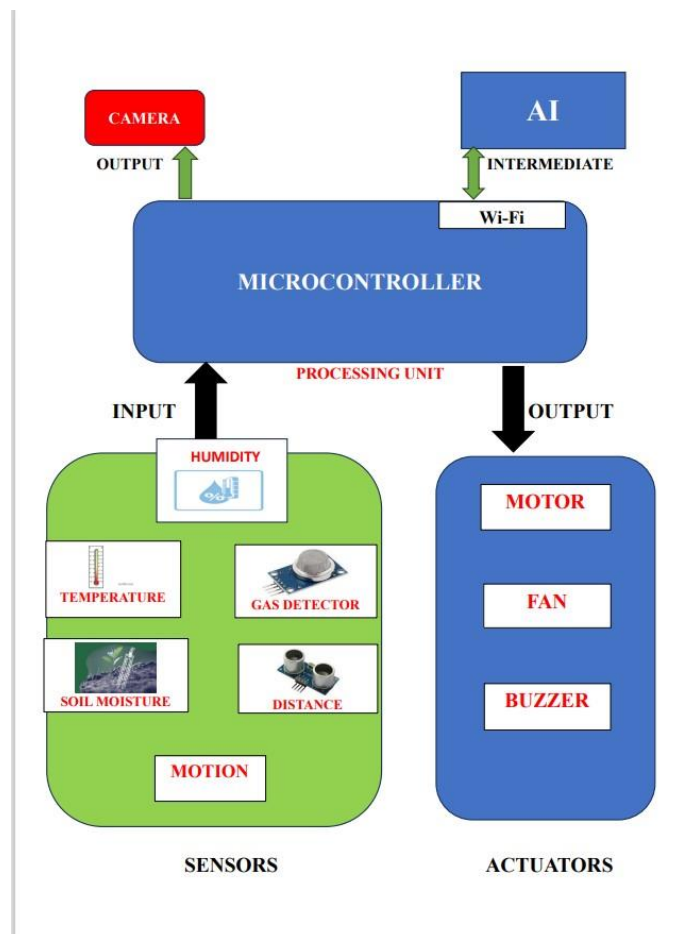 CAMERA
AI
OUTPUT
INTERMEDIATE
Wi-Fi
MICROCONTROLLER
PROCESSING UNIT
INPUT
OUTPUT
HUMIDITY
%
MOTOR
TEMPERATURE
GAS DETECTOR
FAN
SOIL MOISTURE
DISTANCE
BUZZER
MOTION
SENSORS
ACTUATORS